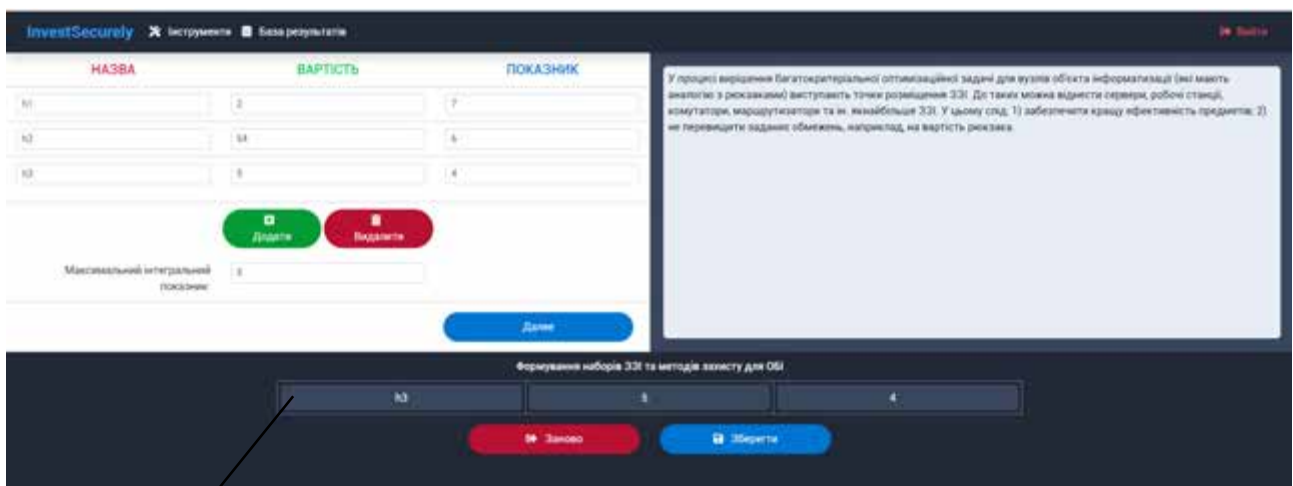 InvestSecurely Інструменти База результатів Вийти
НАЗВА ВАРТІСТЬ ПОКАЗНИК
h1 2 7
h2 6
h3 5 4
Додати Видалити
Максимальний інтегральний показник
Далее
У процесі вирішення багатокритеріальної оптимізаційної задачі для вузлів об'єкта інформатизації (які мають
аналогію з рюкзаками) виступають точки розміщення ЗЗІ. До таких можна віднести сервери, робочі станції,
комутатори, маршрутизатори та ін. якнайбільше ЗЗІ. У цьому слід, 1) забезпечити кращу ефективність предметів; 2)
не перевищити заданих обмежень, наприклад, на вартість рюкзака.
Формування наборів ЗЗІ та методів захисту для ОБІ
h3 5 4
Заново Зберегти